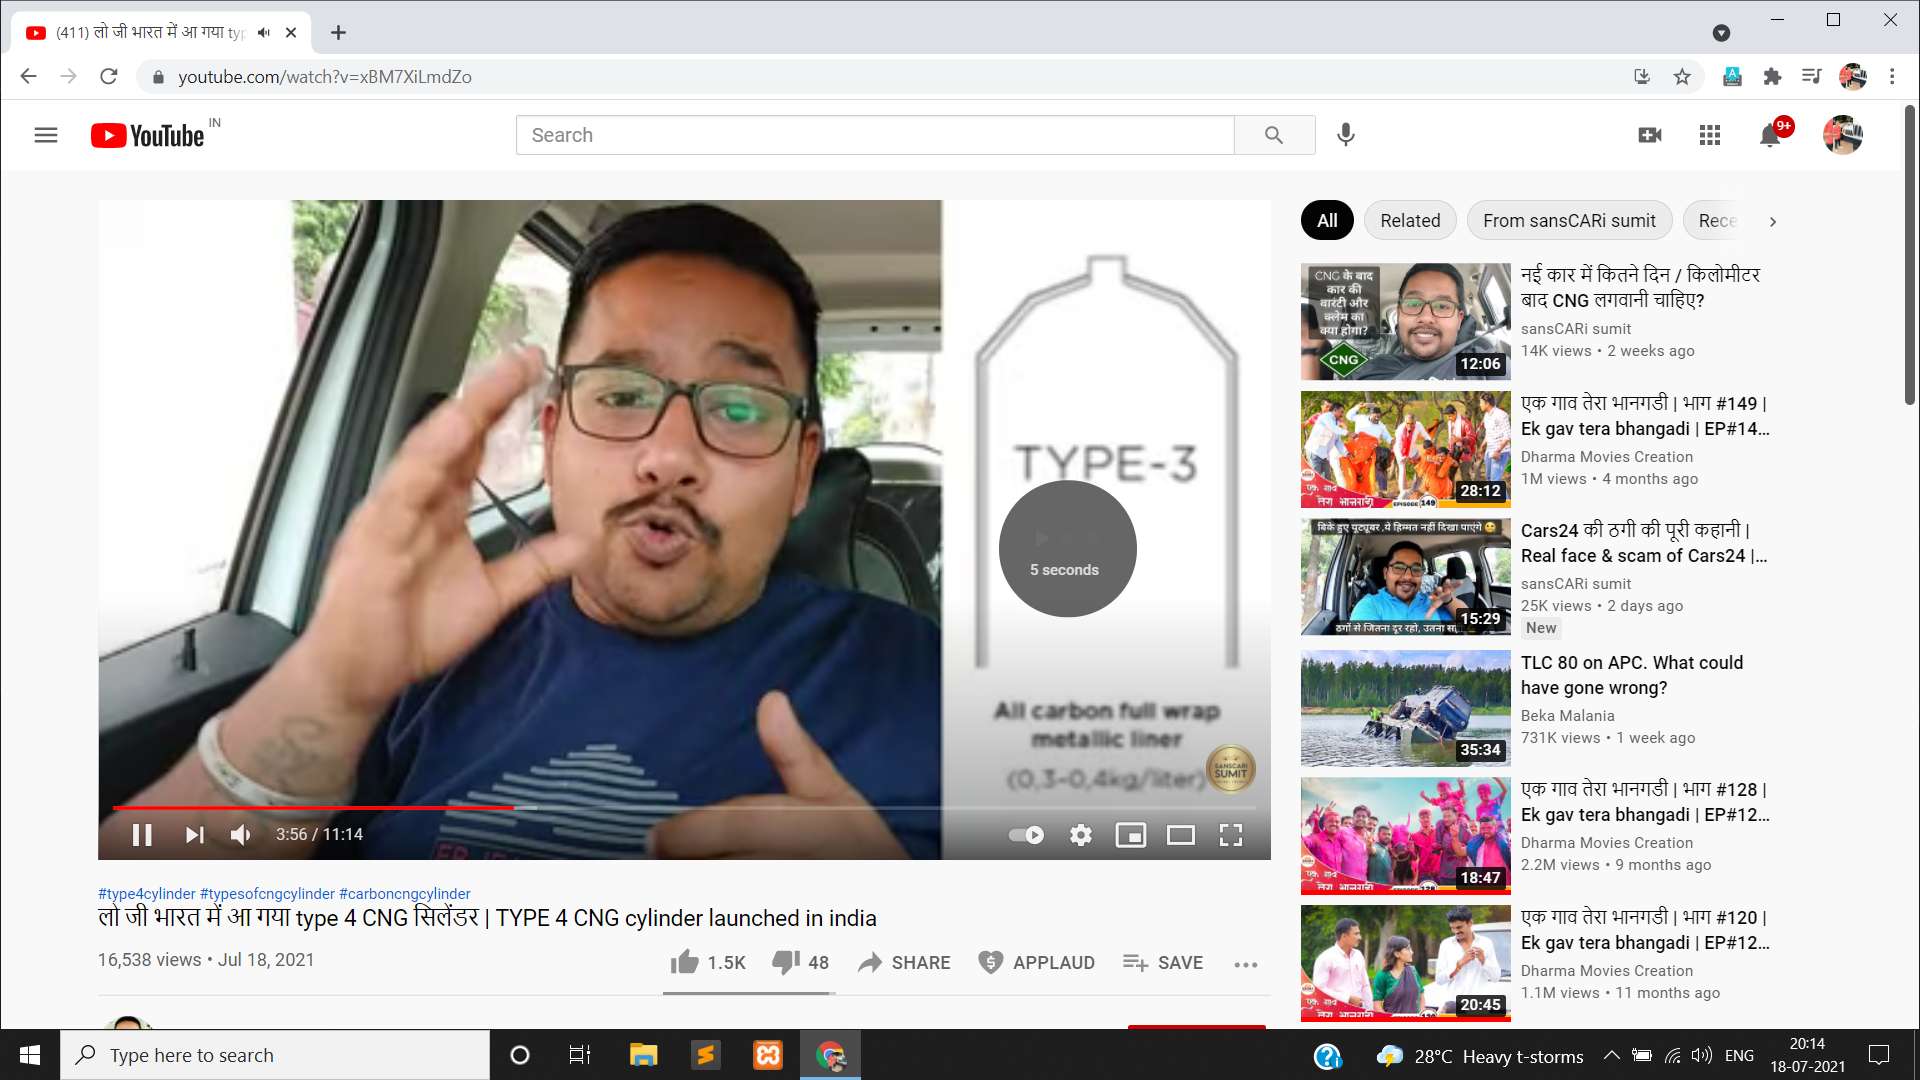 (411) लो जी भारत में आ गया typ
youtube.com/watch?v=xBM7XiLmdZo
YouTube IN
Search
9+
All
Related
From sansCARi sumit
Rece
TYPE-3
5 seconds
All carbon full wrap
metallic liner
(0,3-0,4kg/liter)
SANSCARI
SUMIT
3:56 / 11:14
#type4cylinder #typesofcngcylinder #carboncngcylinder
लो जी भारत में आ गया type 4 CNG सिलेंडर | TYPE 4 CNG cylinder launched in india
16,538 views • Jul 18, 2021
1.5K
48
SHARE
APPLAUD
SAVE
CNG के बाद
कार की
वारंटी और
क्लेम का
क्या होगा?
CNG
12:06
नई कार में कितने दिन / किलोमीटर
बाद CNG लगवानी चाहिए?
sansCARi sumit
14K views • 2 weeks ago
EPISODE 149
28:12
एक गाव तेरा भानगडी | भाग #149 |
Ek gav tera bhangadi | EP#14...
Dharma Movies Creation
1M views • 4 months ago
बिके हुए यूट्यूबर ,ये हिम्मत नहीं दिखा पाएंगे
ठगों से जितना दूर रहो, उतना
15:29
Cars24 की ठगी की पूरी कहानी |
Real face & scam of Cars24 |...
sansCARi sumit
25K views • 2 days ago
New
35:34
TLC 80 on APC. What could
have gone wrong?
Beka Malania
731K views • 1 week ago
18:47
एक गाव तेरा भानगडी | भाग #128 |
Ek gav tera bhangadi | EP#12...
Dharma Movies Creation
2.2M views • 9 months ago
20:45
एक गाव तेरा भानगडी | भाग #120 |
Ek gav tera bhangadi | EP#12...
Dharma Movies Creation
1.1M views • 11 months ago
Type here to search
28°C Heavy t-storms
ENG
20:14
18-07-2021